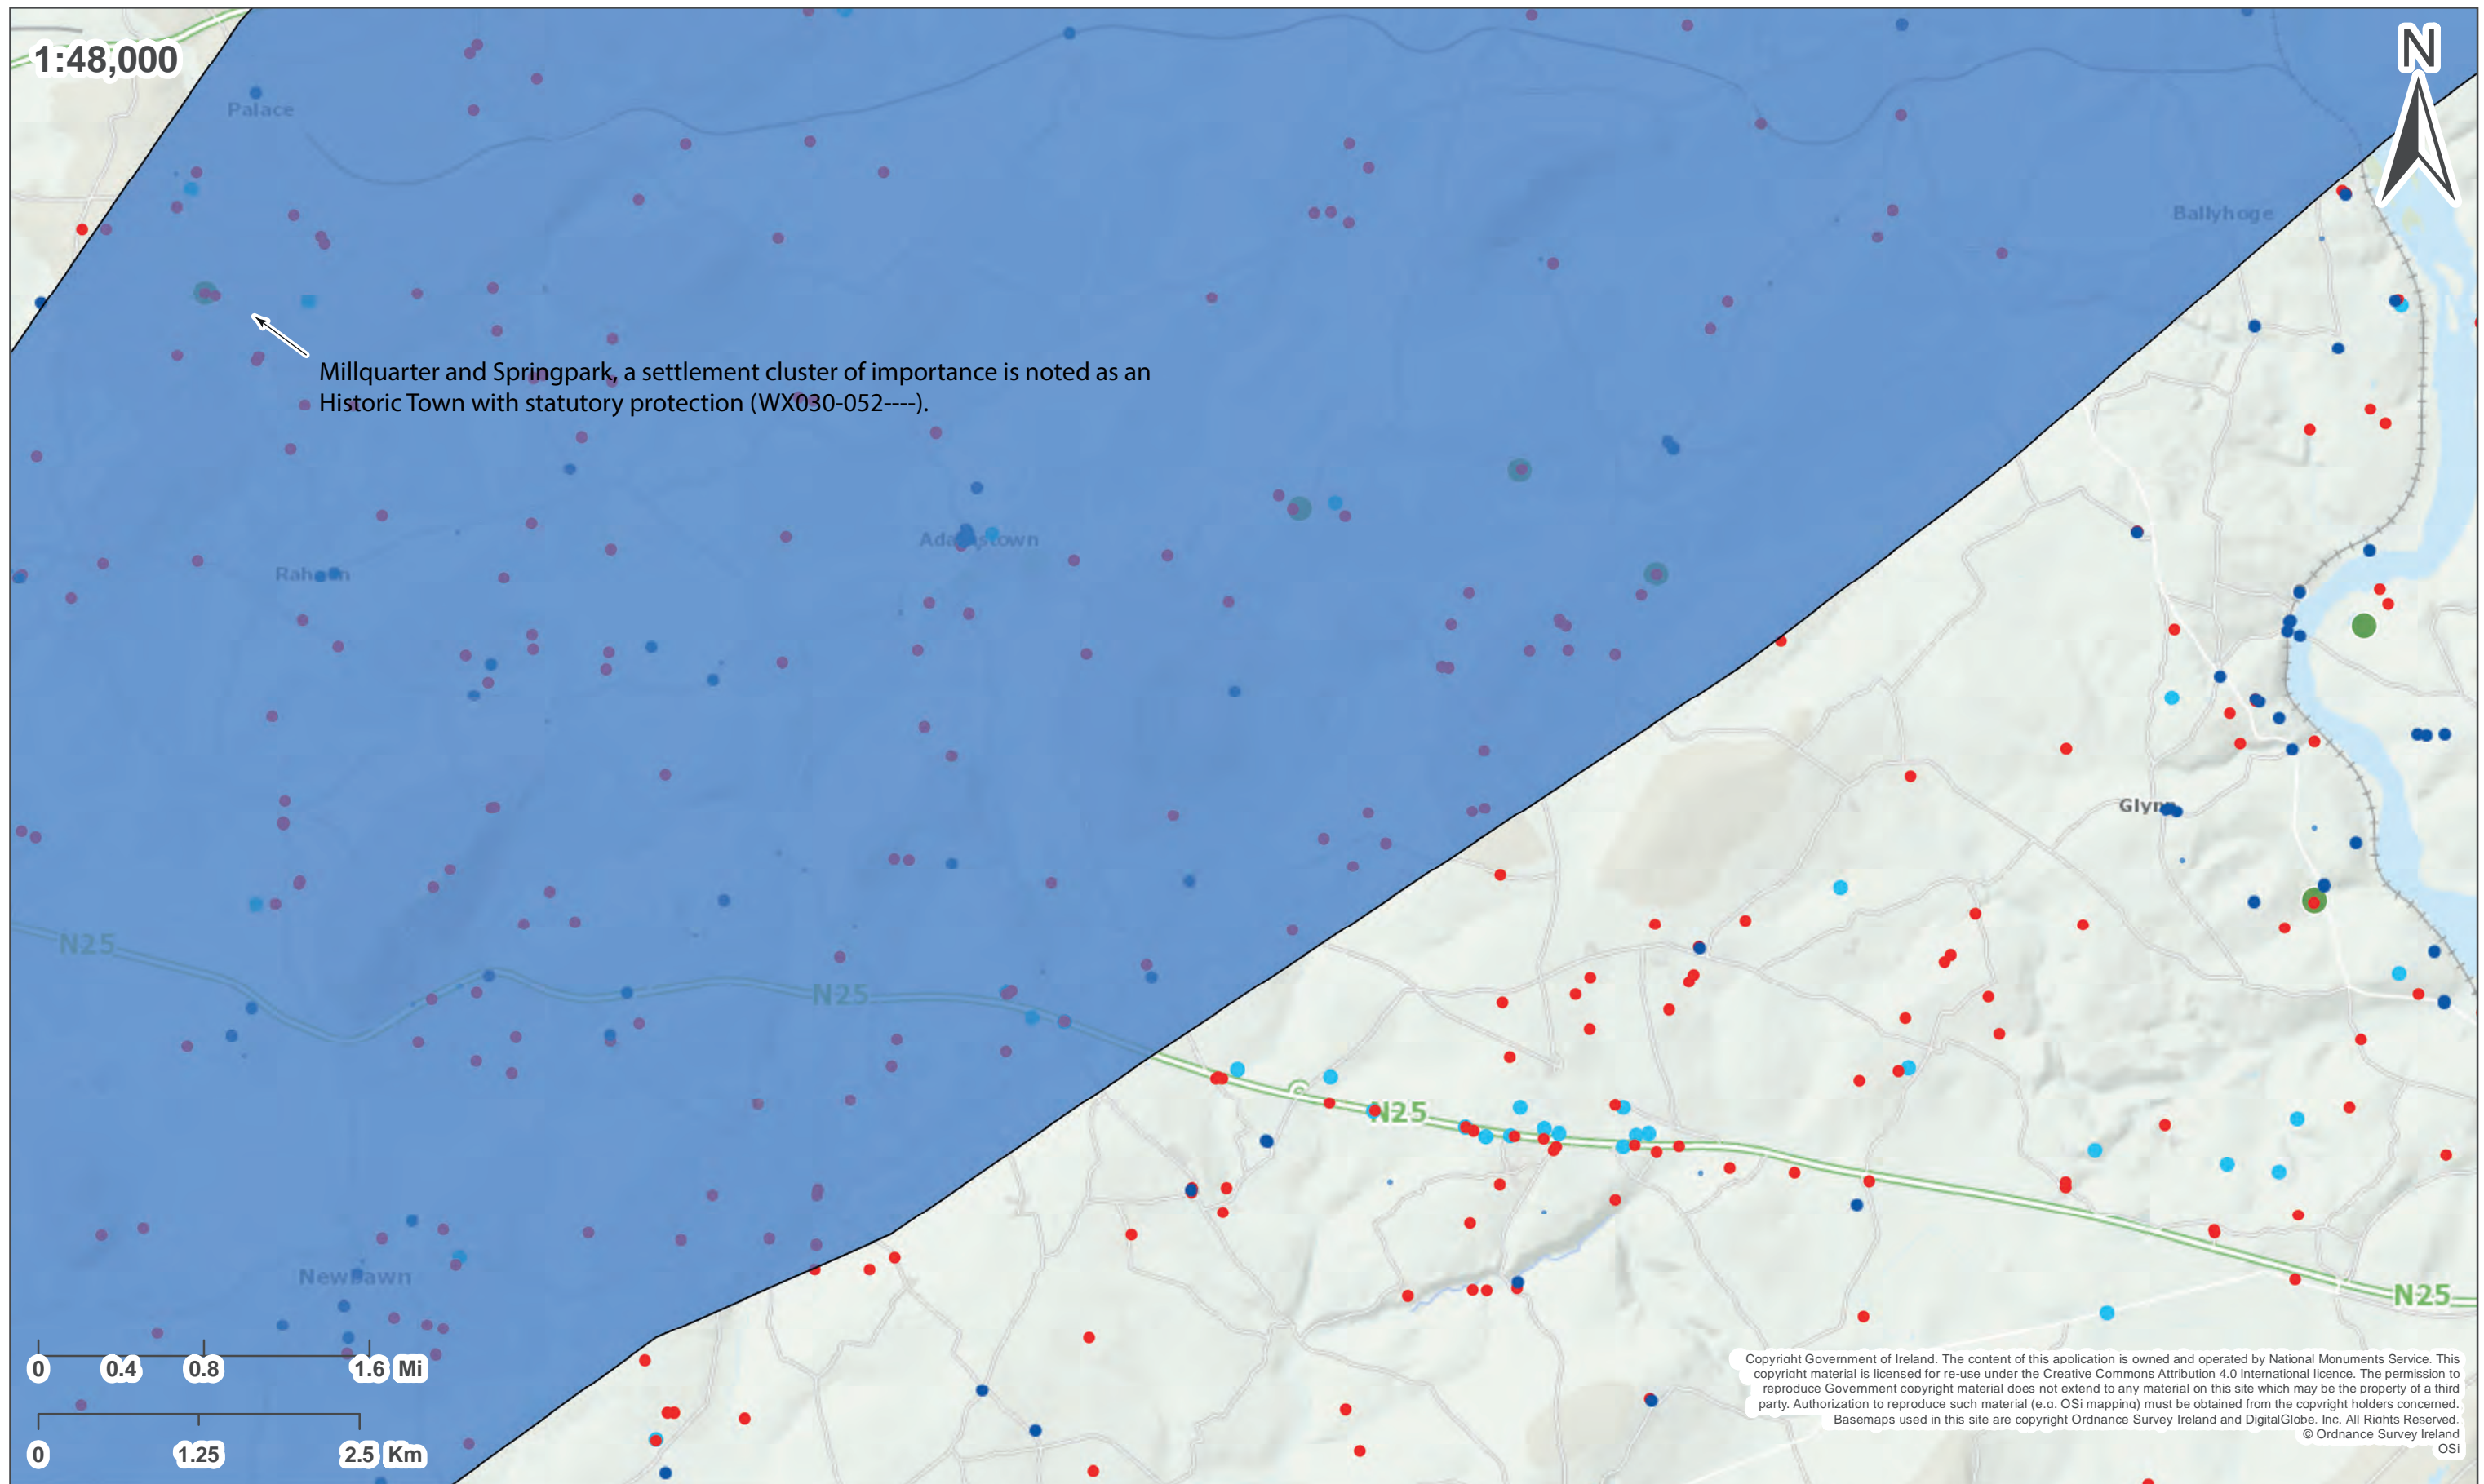 1:48,000
N
Palace
Ballyhoge
Millquarter and Springpark, a settlement cluster of importance is noted as an
Historic Town with statutory protection (WX030-052----).
Adamstown
Raheen
Glynn
N25
N25
N25
N25
Newbawn
0 0.4 0.8 1.6 Mi
0 1.25 2.5 Km
Copyright Government of Ireland. The content of this application is owned and operated by National Monuments Service. This
copyright material is licensed for re-use under the Creative Commons Attribution 4.0 International licence. The permission to
reproduce Government copyright material does not extend to any material on this site which may be the property of a third
party. Authorization to reproduce such material (e.g. OSi mapping) must be obtained from the copyright holders concerned.
Basemaps used in this site are copyright Ordnance Survey Ireland and DigitalGlobe. Inc. All Rights Reserved.
© Ordnance Survey Ireland
OSi